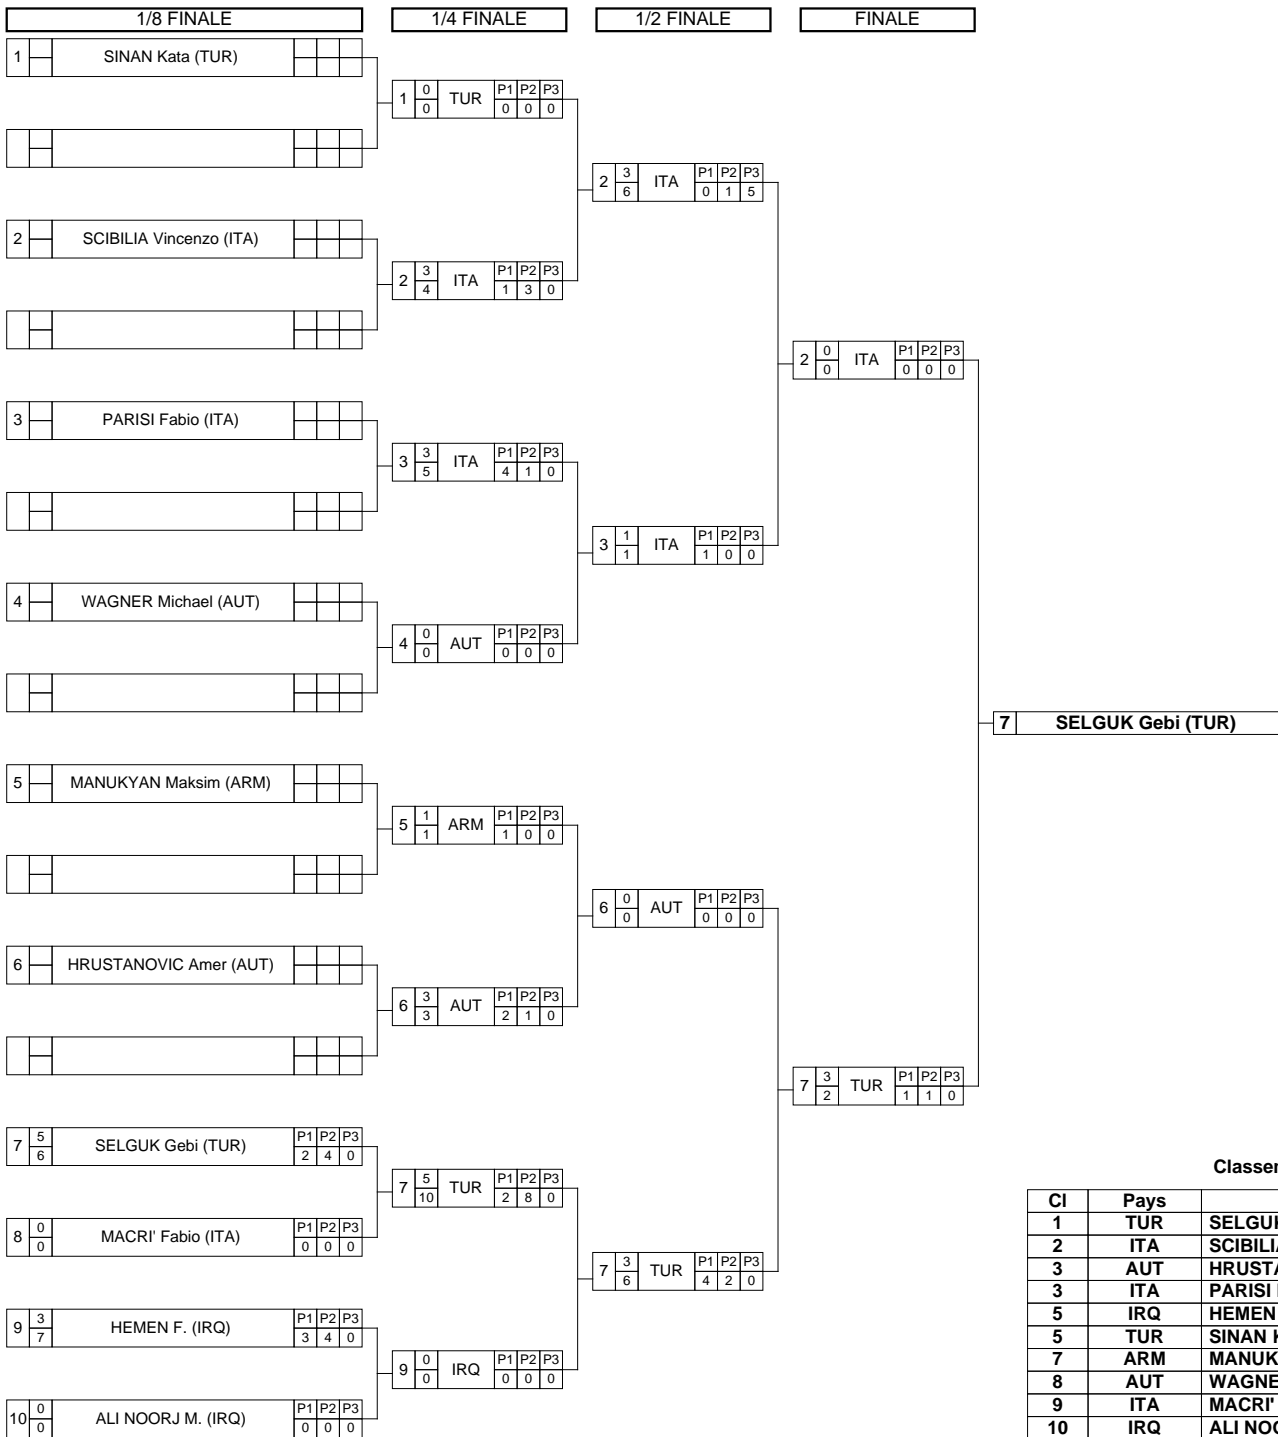 1/8 FINALE 1/4 FINALE 1/2 FINALE FINALE
1 SINAN Kata (TUR)
1 0 TUR P1 P2 P3
0 0 0 0
2 3 ITA P1 P2 P3
6 0 1 5
2 SCIBILIA Vincenzo (ITA)
2 3 ITA P1 P2 P3
4 1 3 0
2 0 ITA P1 P2 P3
0 0 0 0
3 PARISI Fabio (ITA)
3 3 ITA P1 P2 P3
5 4 1 0
3 1 ITA P1 P2 P3
1 1 0 0
4 WAGNER Michael (AUT)
4 0 AUT P1 P2 P3
0 0 0 0
7 SELGUK Gebi (TUR)
5 MANUKYAN Maksim (ARM)
5 1 ARM P1 P2 P3
1 1 0 0
6 0 AUT P1 P2 P3
0 0 0 0
6 HRUSTANOVIC Amer (AUT)
6 3 AUT P1 P2 P3
3 2 1 0
7 3 TUR P1 P2 P3
2 1 1 0
7 5 SELGUK Gebi (TUR) P1 P2 P3
6 2 4 0
7 5 TUR P1 P2 P3
10 2 8 0
8 0 MACRI' Fabio (ITA) P1 P2 P3
0 0 0 0
7 3 TUR P1 P2 P3
6 4 2 0
9 3 HEMEN F. (IRQ) P1 P2 P3
7 3 4 0
9 0 IRQ P1 P2 P3
0 0 0 0
10 0 ALI NOORJ M. (IRQ) P1 P2 P3
0 0 0 0
Classer
Cl Pays
1 TUR SELGUK
2 ITA SCIBILIA
3 AUT HRUSTA
3 ITA PARISI
5 IRQ HEMEN
5 TUR SINAN
7 ARM MANUK
8 AUT WAGNE
9 ITA MACRI'
10 IRQ ALI NOO